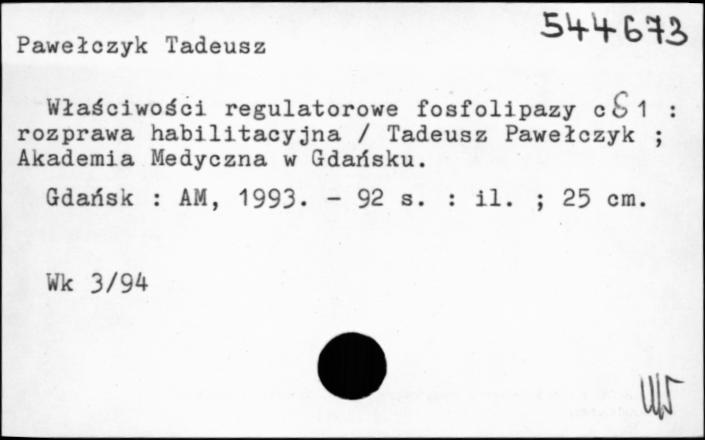 544673
Pawełczyk Tadeusz
Właściwości regulatorowe fosfolipazy cδ1 :
rozprawa habilitacyjna / Tadeusz Pawełczyk ;
Akademia Medyczna w Gdańsku.
Gdańsk : AM, 1993. - 92 s. : il. ; 25 cm.
Wk 3/94